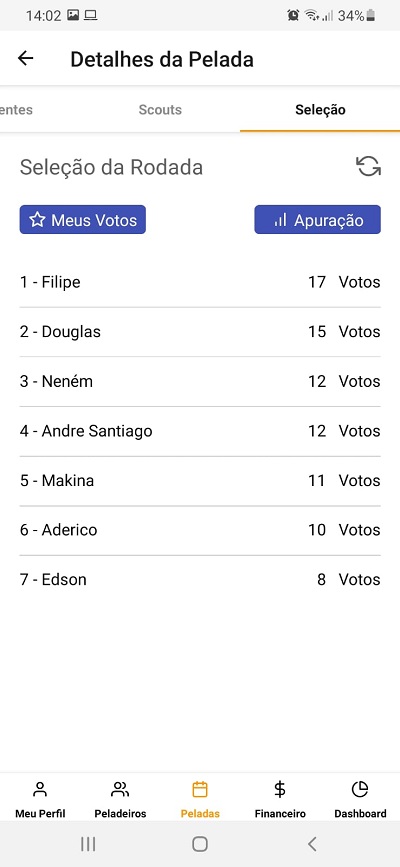 14:02 34%
Detalhes da Pelada
entes Scouts Seleção
Seleção da Rodada
Meus Votos Apuração
1 - Filipe 17 Votos
2 - Douglas 15 Votos
3 - Neném 12 Votos
4 - Andre Santiago 12 Votos
5 - Makina 11 Votos
6 - Aderico 10 Votos
7 - Edson 8 Votos
Meu Perfil Peladeiros Peladas Financeiro Dashboard